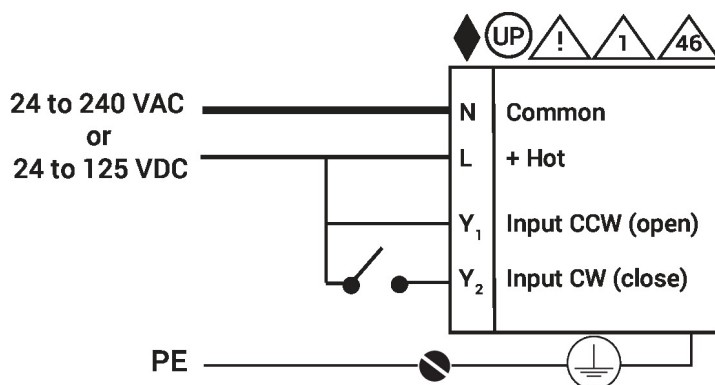 UP ! 1 46
24 to 240 VAC
or
24 to 125 VDC
N Common
L + Hot
Y1 Input CCW (open)
Y2 Input CW (close)
PE